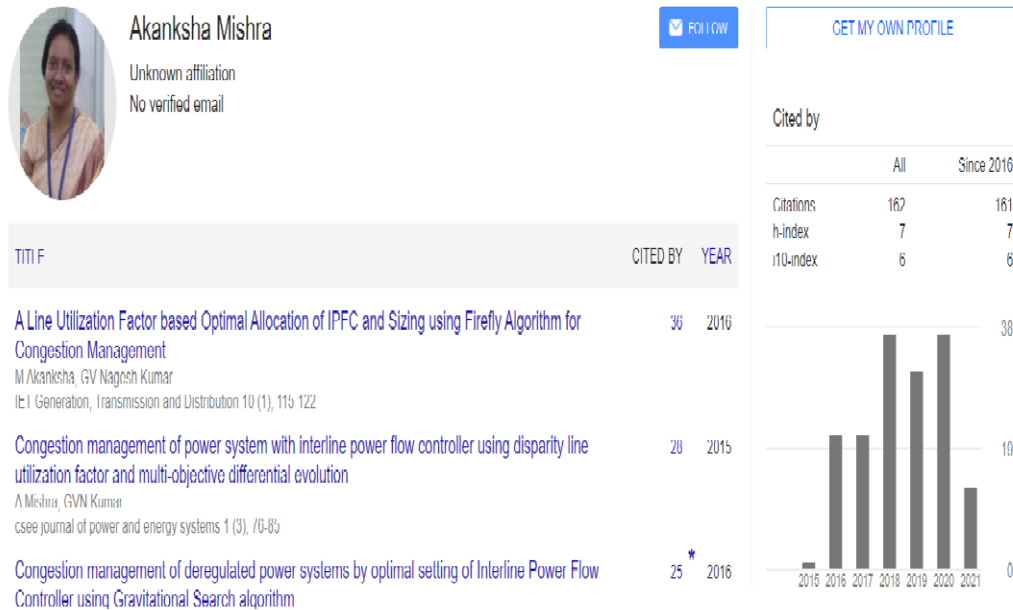 Akanksha Mishra
Unknown affiliation
No verified email
FOLLOW
GET MY OWN PROFILE
Cited by
All Since 2016
Citations 162 161
h-index 7 7
i10-index 6 6
38
19
0
2015 2016 2017 2018 2019 2020 2021
TITLE CITED BY YEAR
A Line Utilization Factor based Optimal Allocation of IPFC and Sizing using Firefly Algorithm for 36 2016
Congestion Management
M Akanksha, GV Nagesh Kumar
IET Generation, Transmission and Distribution 10 (1), 115-122
Congestion management of power system with interline power flow controller using disparity line 28 2015
utilization factor and multi-objective differential evolution
A Mishra, GVN Kumar
csee journal of power and energy systems 1 (3), 76-85
Congestion management of deregulated power systems by optimal setting of Interline Power Flow 25 * 2016
Controller using Gravitational Search algorithm